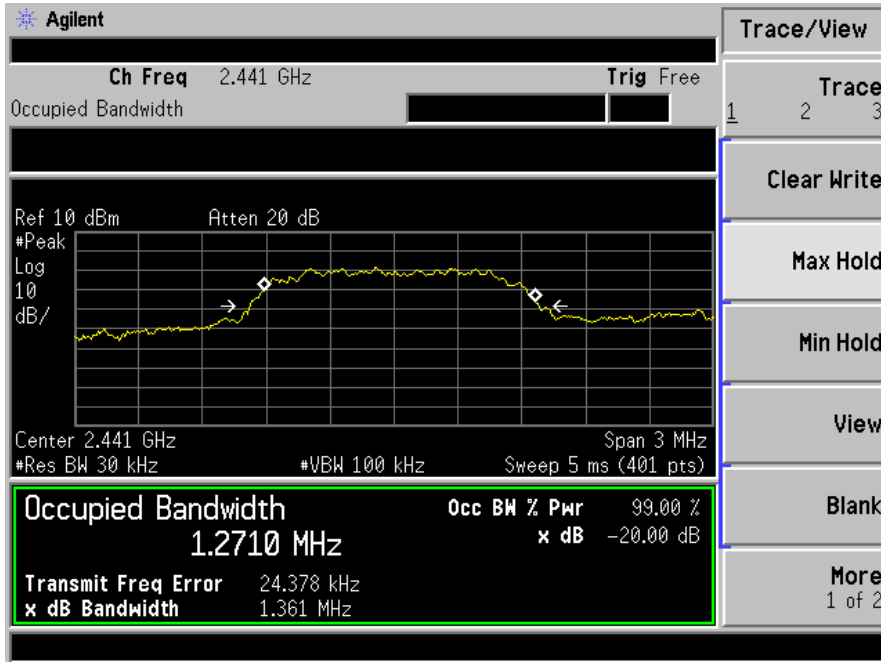 Agilent
Trace/View
Ch Freq 2.441 GHz Trig Free
Occupied Bandwidth
Trace
1 2 3
Clear Write
Max Hold
Min Hold
View
Blank
More
1 of 2
Ref 10 dBm Atten 20 dB
#Peak
Log
10
dB/
Center 2.441 GHz Span 3 MHz
#Res BW 30 kHz #VBW 100 kHz Sweep 5 ms (401 pts)
Occupied Bandwidth Occ BW % Pwr 99.00 %
1.2710 MHz x dB -20.00 dB
Transmit Freq Error 24.378 kHz
x dB Bandwidth 1.361 MHz